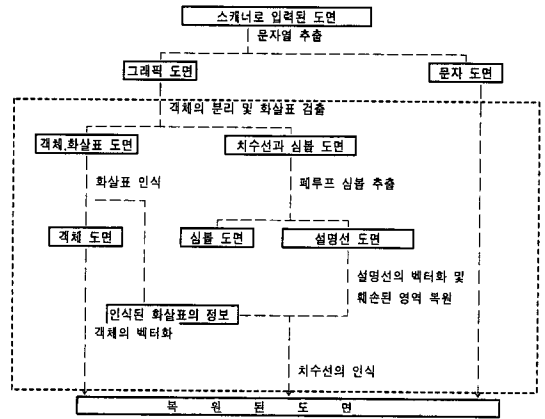 스캐너로 입력된 도면
문자열 추출
그래픽 도면
문자 도면
객체의 분리 및 화살표 검출
객체.화살표 도면
치수선과 심볼 도면
화살표 인식
페루프 심볼 추출
객체 도면
심볼 도면
설명선 도면
설명선의 벡터화 및
훼손된 영역 복원
인식된 화살표의 정보
객체의 벡터화
치수선의 인식
복 원 된 도 면